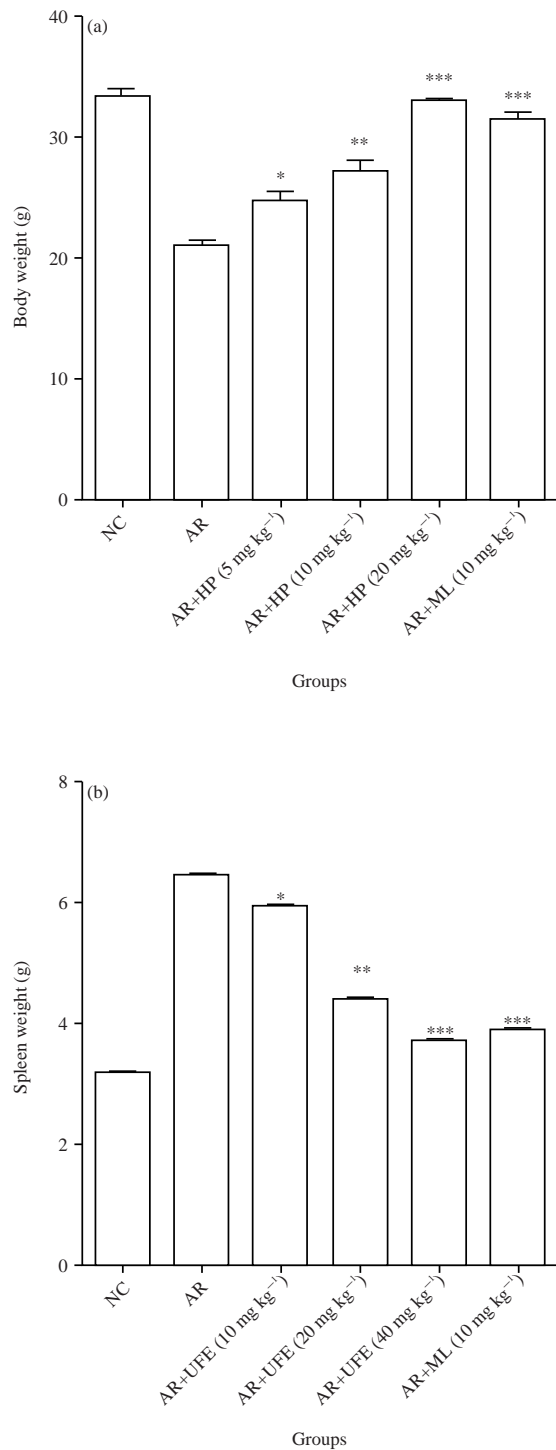 (a)
40
30
20
10
0
Body weight (g)
*
**
***
***
NC
AR
AR+HP (5 mg kg⁻¹)
AR+HP (10 mg kg⁻¹)
AR+HP (20 mg kg⁻¹)
AR+ML (10 mg kg⁻¹)
Groups
(b)
8
6
4
2
0
Spleen weight (g)
*
**
***
***
NC
AR
AR+UFE (10 mg kg⁻¹)
AR+UFE (20 mg kg⁻¹)
AR+UFE (40 mg kg⁻¹)
AR+ML (10 mg kg⁻¹)
Groups